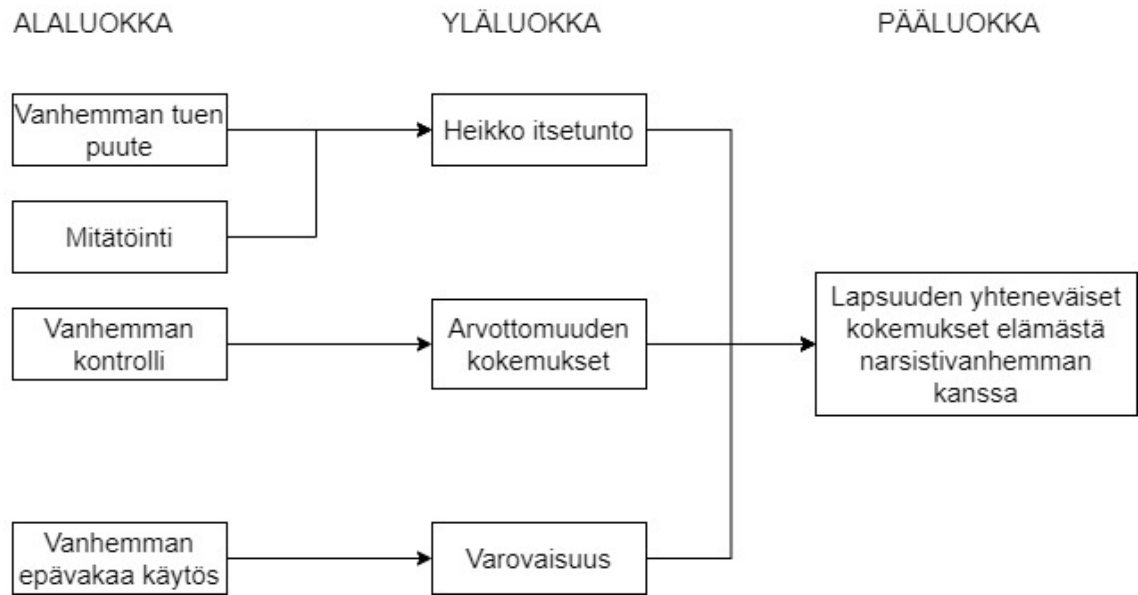 ALALUOKKA
YLÄLUOKKA
PÄÄLUOKKA
Vanhemman tuen
puute
Heikko itsetunto
Mitätöinti
Vanhemman
kontrolli
Arvottomuuden
kokemukset
Lapsuuden yhteneväiset
kokemukset elämästä
narsistivanhemman
kanssa
Vanhemman
epävakaa käytös
Varovaisuus